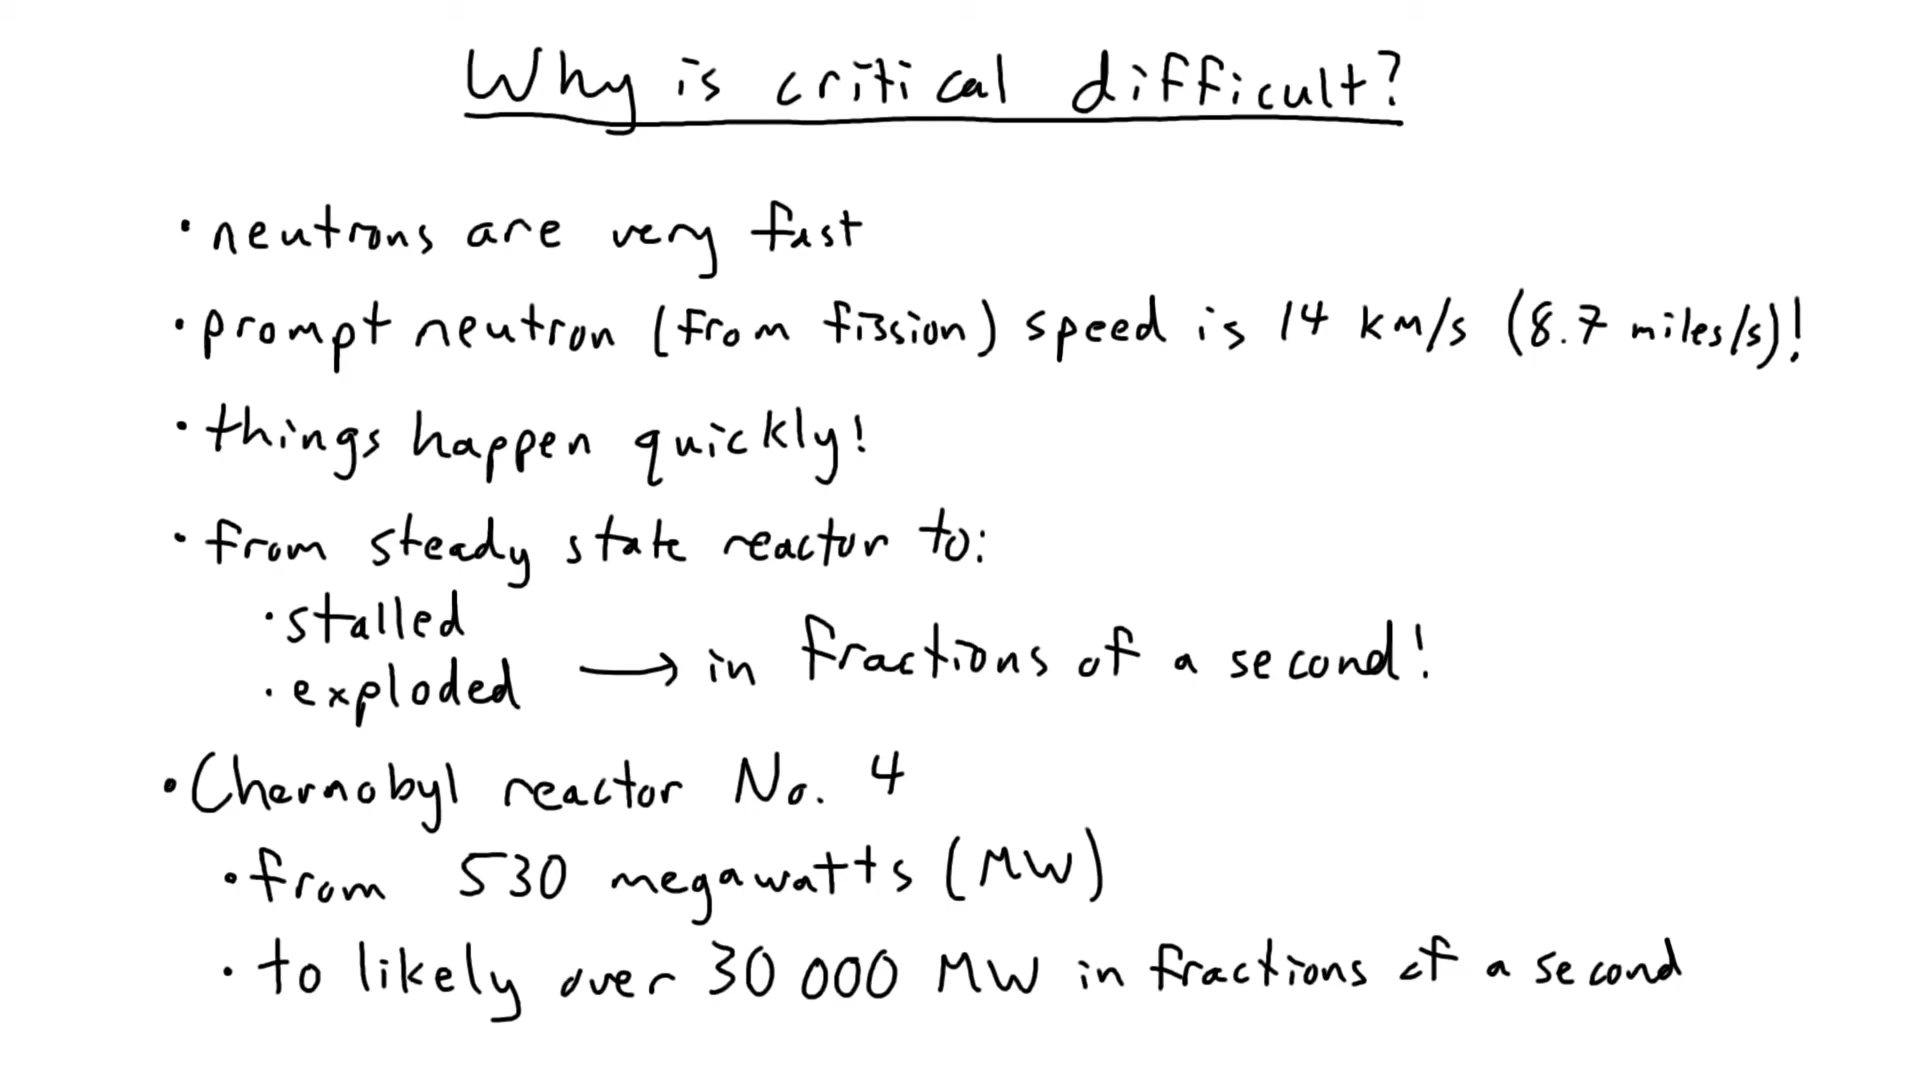 Why is critical difficult?
• neutrons are very fast
• prompt neutron (from fission) speed is 14 km/s (8.7 miles/s)!
• things happen quickly!
• from steady state reactor to:
• stalled
• exploded → in fractions of a second!
• Chernobyl reactor No. 4
• from 530 megawatts (MW)
• to likely over 30 000 MW in fractions of a second